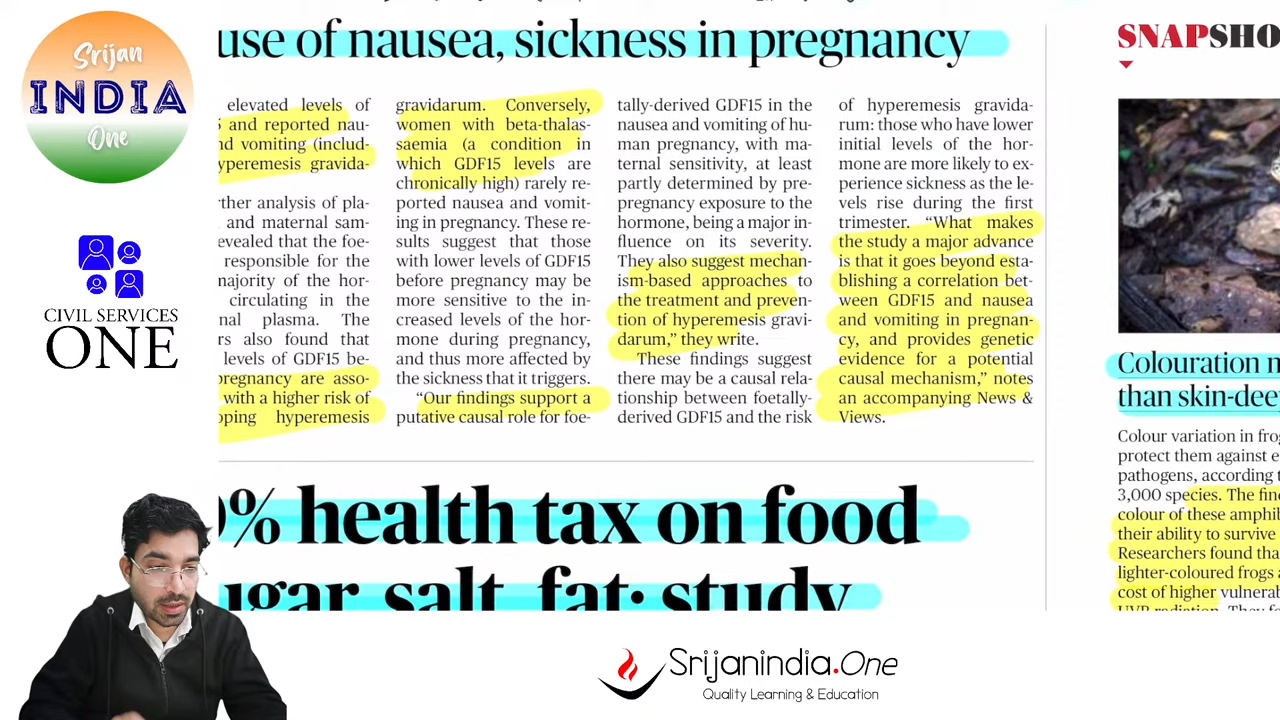 Srijan
INDIA
One
CIVIL SERVICES
ONE
use of nausea, sickness in pregnancy
elevated levels of
and reported nau-
vomiting (includ-
gravida-
analysis of pla-
and maternal sam-
that the foe-
responsible for the
of the hor-
circulating in the
plasma. The
also found that
levels of GDF15 be-
pregnancy are asso-
with a higher risk of
hyperemesis
gravidarum. Conversely,
women with beta-thalas-
saemia (a condition in
which GDF15 levels are
chronically high) rarely re-
ported nausea and vomit-
ing in pregnancy. These re-
sults suggest that those
with lower levels of GDF15
before pregnancy may be
more sensitive to the in-
creased levels of the hor-
mone during pregnancy,
and thus more affected by
the sickness that it triggers.
“Our findings support a
putative causal role for foe-
tally-derived GDF15 in the
nausea and vomiting of hu-
man pregnancy, with ma-
ternal sensitivity, at least
partly determined by pre-
pregnancy exposure to the
hormone, being a major in-
fluence on its severity.
They also suggest mechan-
ism-based approaches to
the treatment and preven-
tion of hyperemesis gravi-
darum,” they write.
These findings suggest
there may be a causal rela-
tionship between foetally-
derived GDF15 and the risk
of hyperemesis gravida-
rum: those who have lower
initial levels of the hor-
mone are more likely to ex-
perience sickness as the le-
vels rise during the first
trimester. “What makes
the study a major advance
is that it goes beyond esta-
blishing a correlation bet-
ween GDF15 and nausea
and vomiting in pregnan-
cy, and provides genetic
evidence for a potential
causal mechanism,” notes
an accompanying News &
Views.
% health tax on food
sugar, salt, fat: study
SNAPSHO
Colouration
than skin-dee
Colour variation in
protect them against
pathogens, according
3,000 species. The
colour of these
their ability to survive
Researchers found
lighter-coloured frogs
cost of higher
UVR radiation. They
Srijanindia.One
Quality Learning & Education